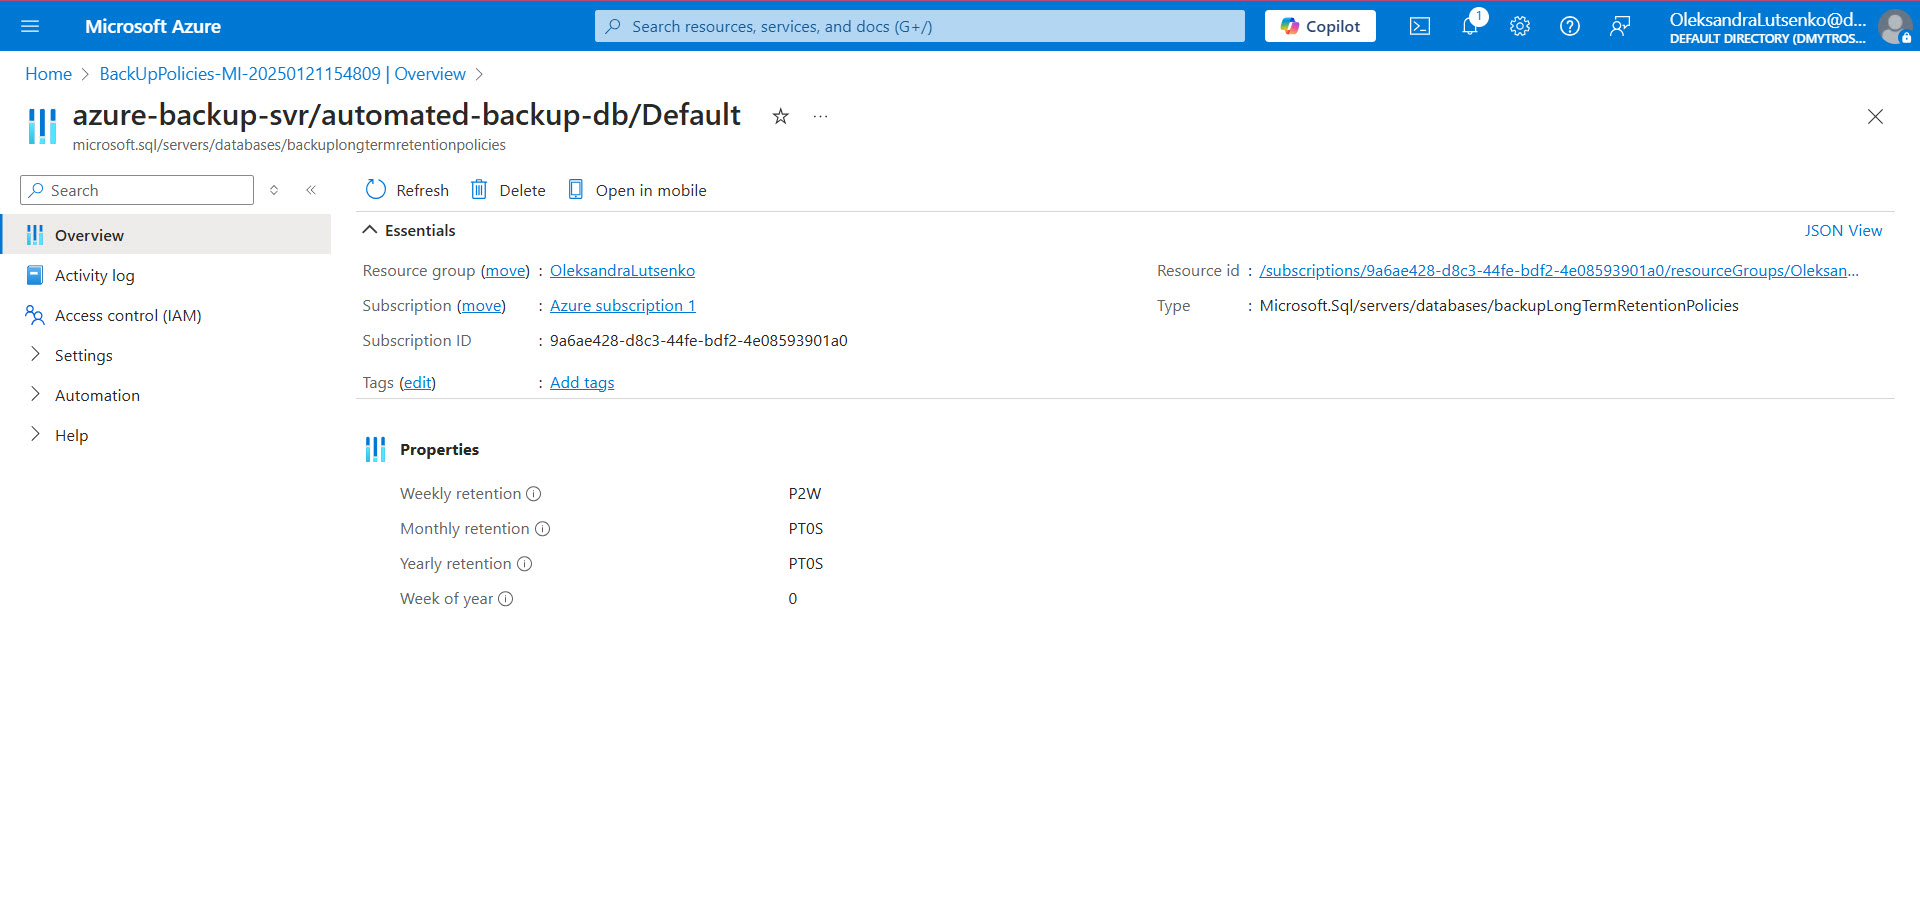 Microsoft Azure
Search resources, services, and docs (G+/)
Copilot
1
OleksandraLutsenko@d...
DEFAULT DIRECTORY (DMYTROS...
Home > BackUpPolicies-MI-20250121154809 | Overview >
azure-backup-svr/automated-backup-db/Default
...
microsoft.sql/servers/databases/backuplongtermretentionpolicies
Search
Refresh
Delete
Open in mobile
Overview
Activity log
Access control (IAM)
Settings
Automation
Help
Essentials
JSON View
Resource group (move) : OleksandraLutsenko
Subscription (move) : Azure subscription 1
Subscription ID : 9a6ae428-d8c3-44fe-bdf2-4e08593901a0
Tags (edit) : Add tags
Resource id : /subscriptions/9a6ae428-d8c3-44fe-bdf2-4e08593901a0/resourceGroups/Oleksan...
Type : Microsoft.Sql/servers/databases/backupLongTermRetentionPolicies
Properties
Weekly retention P2W
Monthly retention PT0S
Yearly retention PT0S
Week of year 0